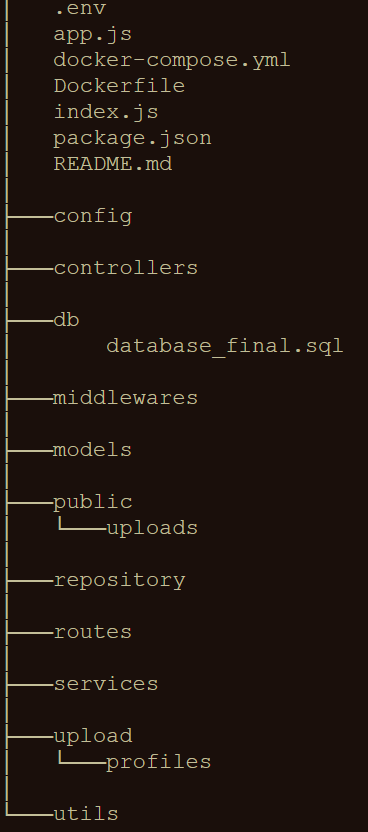 .env
app.js
docker-compose.yml
Dockerfile
index.js
package.json
README.md
config
controllers
db
database_final.sql
middlewares
models
public
uploads
repository
routes
services
upload
profiles
utils